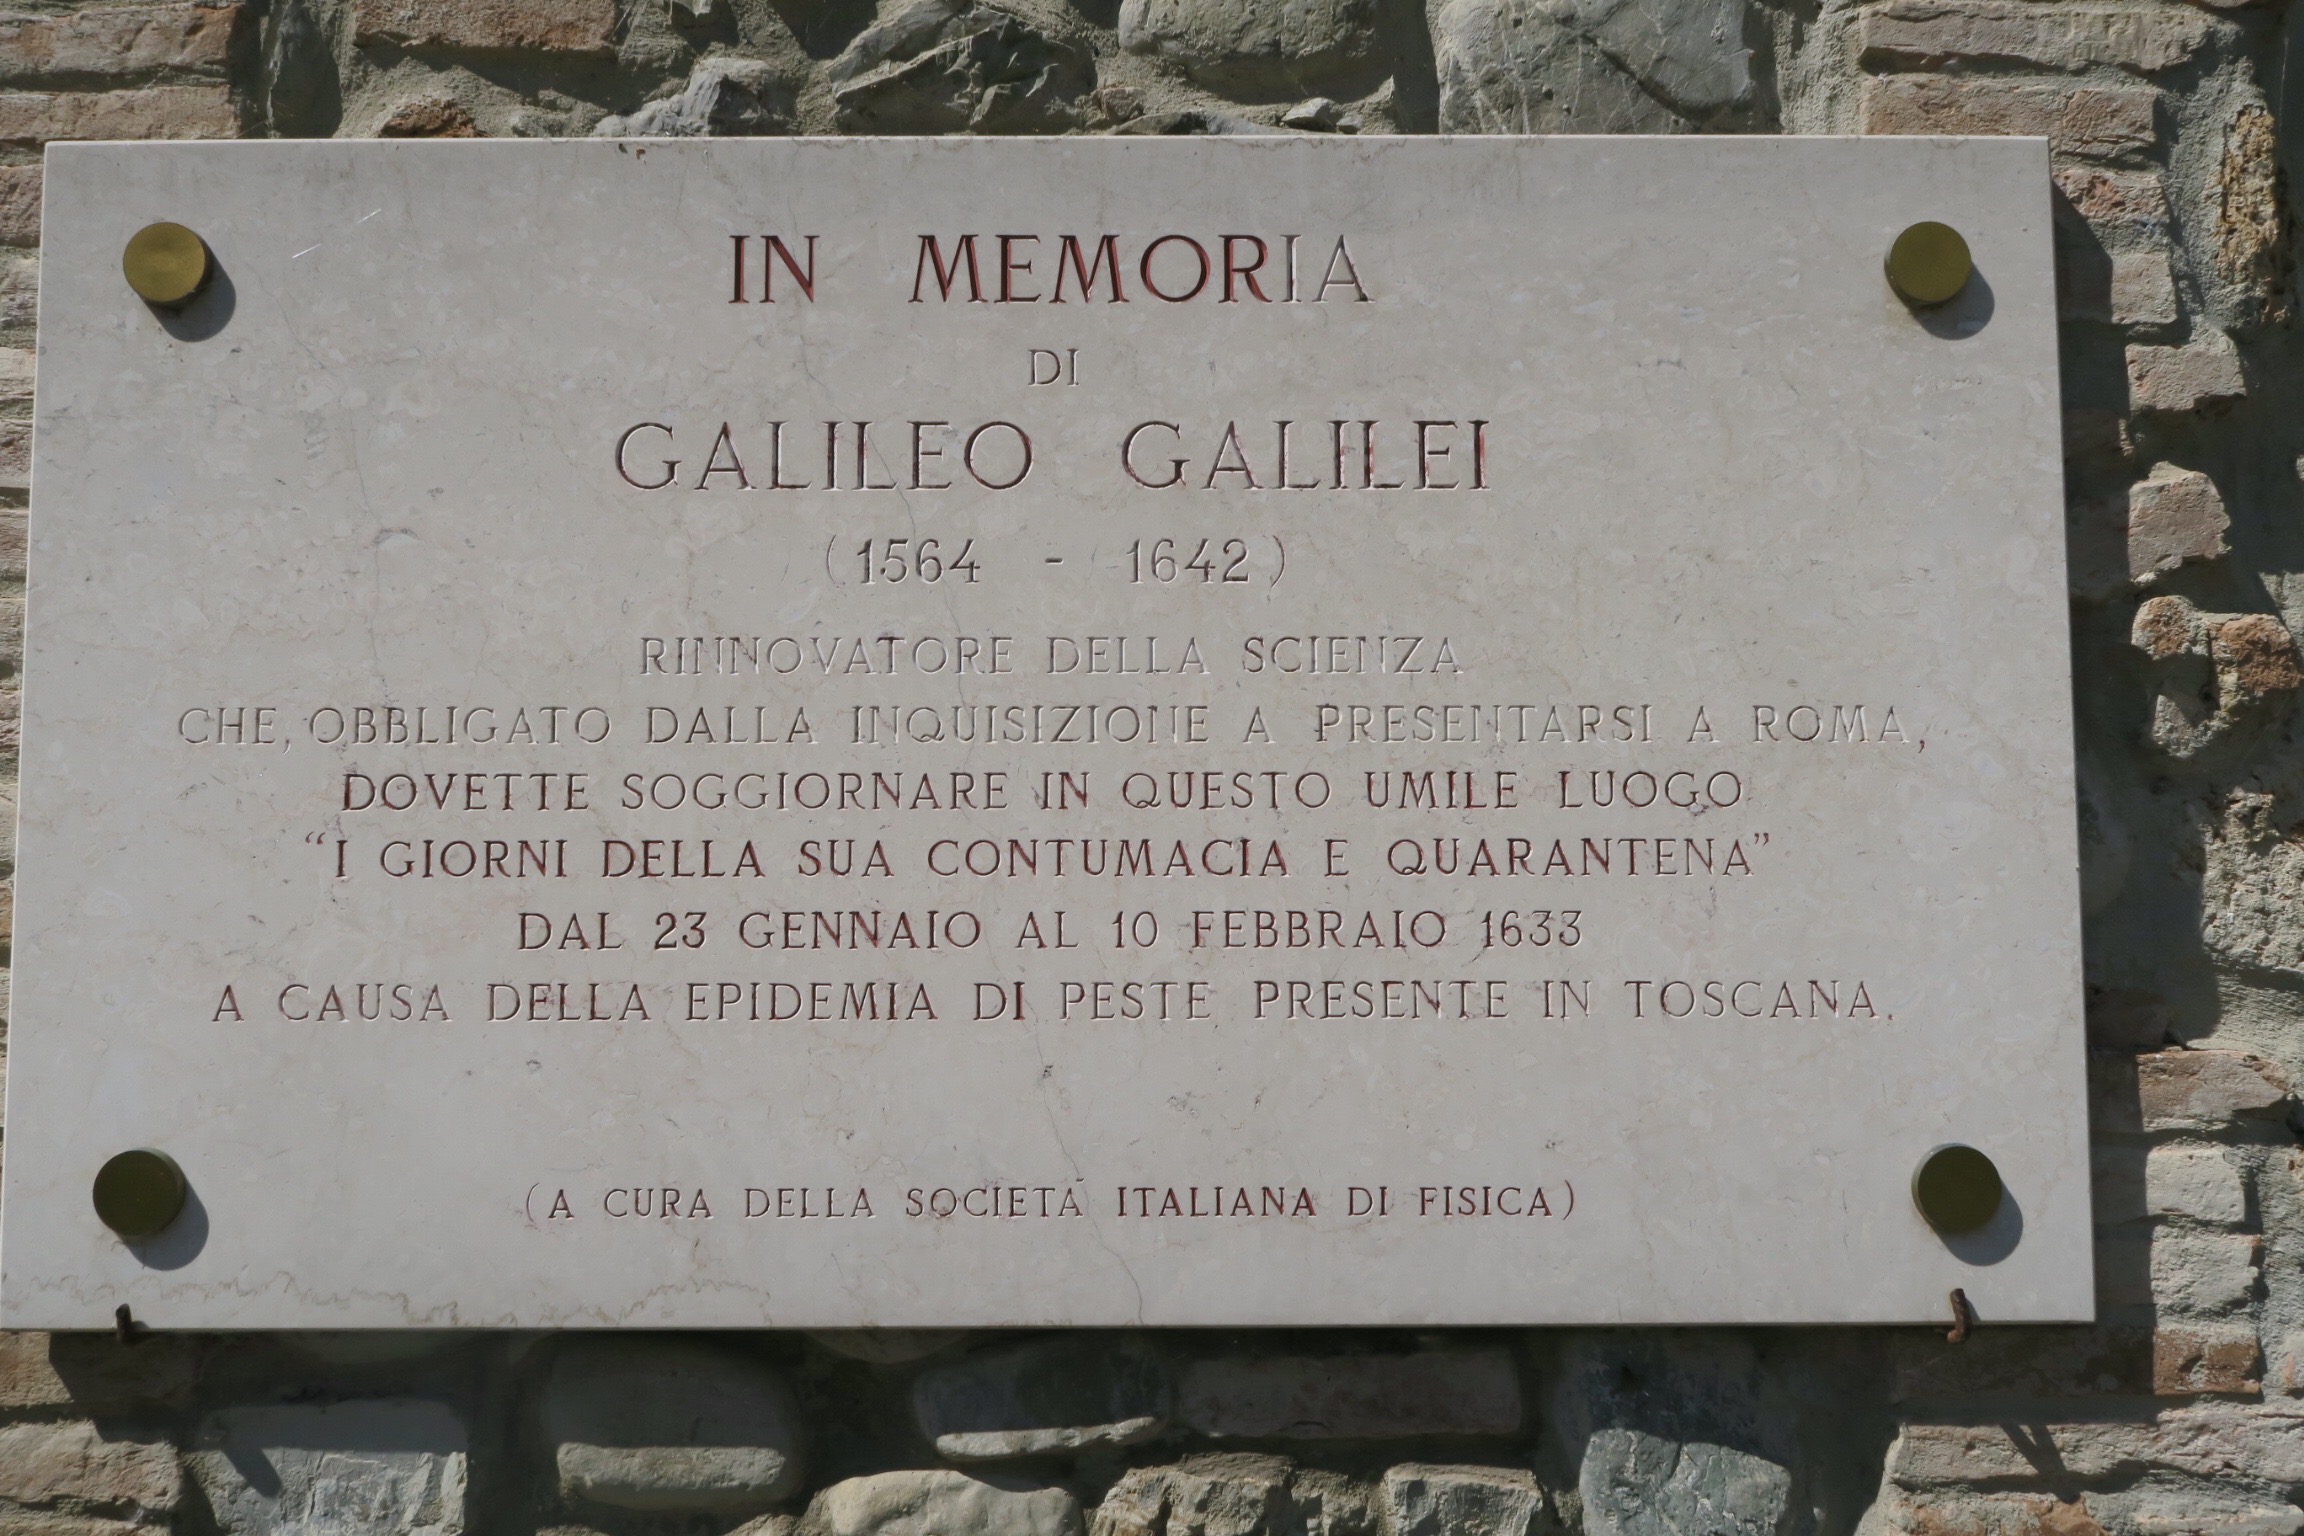 IN MEMORIA
DI
GALILEO GALILEI
(1564 - 1642)
RINNOVATORE DELLA SCIENZA
CHE, OBBLIGATO DALLA INQUISIZIONE A PRESENTARSI A ROMA,
DOVETTE SOGGIORNARE IN QUESTO UMILE LUOGO
“I GIORNI DELLA SUA CONTUMACIA E QUARANTENA”
DAL 23 GENNAIO AL 10 FEBBRAIO 1633
A CAUSA DELLA EPIDEMIA DI PESTE PRESENTE IN TOSCANA.
(A CURA DELLA SOCIETÀ ITALIANA DI FISICA)